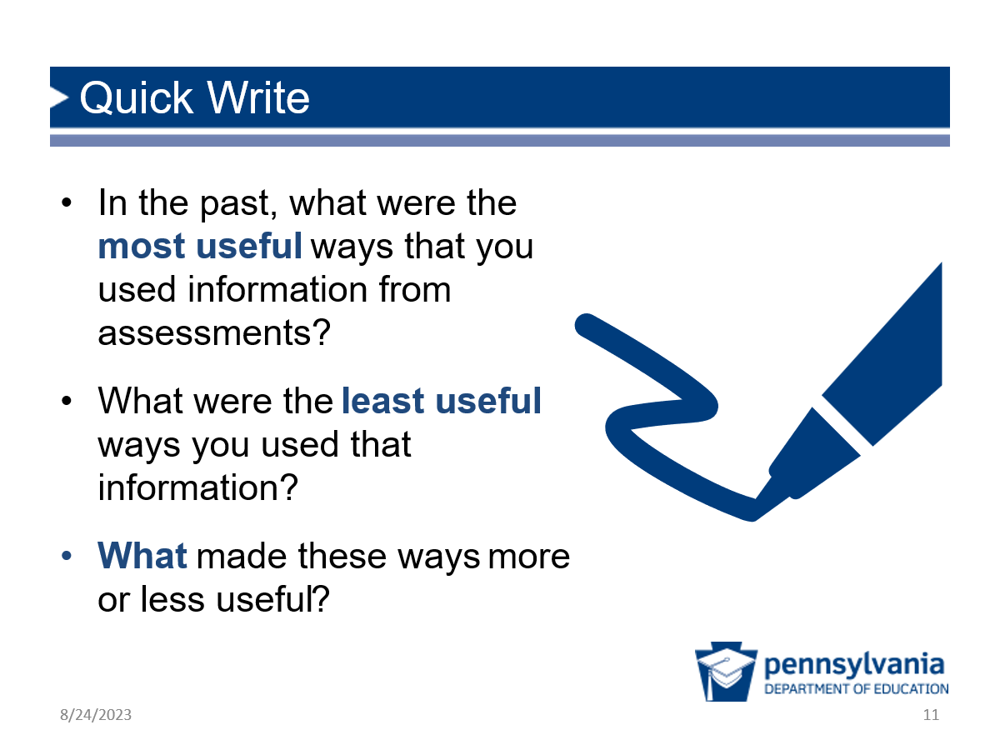 Quick Write
• In the past, what were the
most useful ways that you
used information from
assessments?
• What were the least useful
ways you used that
information?
• What made these ways more
or less useful?
pennsylvania
DEPARTMENT OF EDUCATION
8/24/2023
11